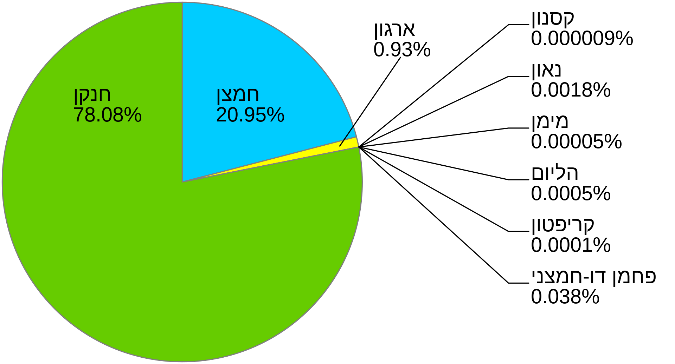 חנקן
78.08%
חמצן
20.95%
ארגון
0.93%
קסנון
0.000009%
נאון
0.0018%
מימן
0.00005%
הליום
0.0005%
קריפטון
0.0001%
פחמן דו-חמצני
0.038%